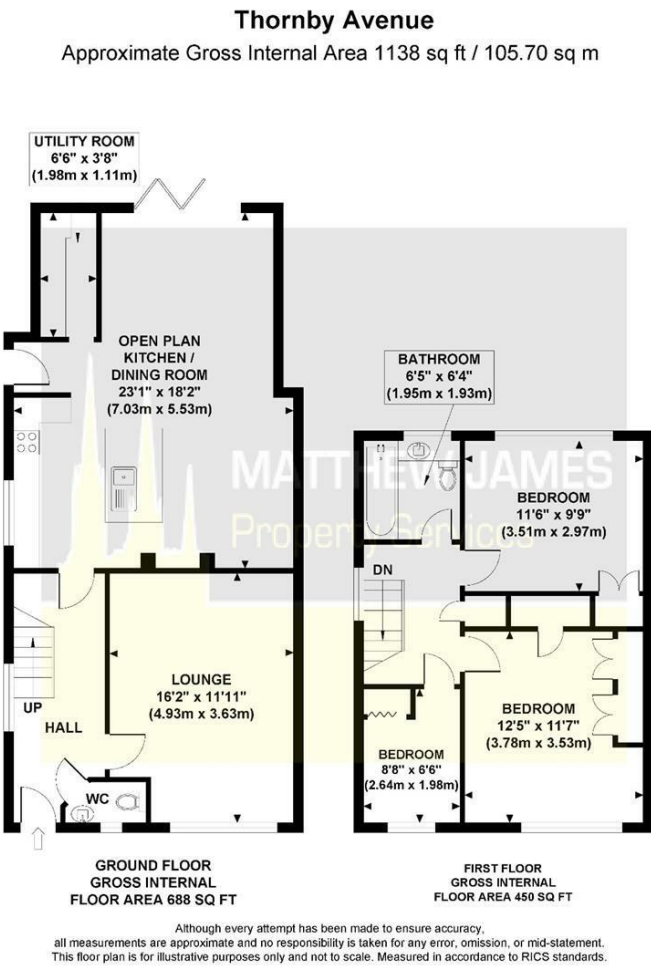 Thornby Avenue
Approximate Gross Internal Area 1138 sq ft / 105.70 sq m
UTILITY ROOM
6'6" x 3'8"
(1.98m x 1.11m)
OPEN PLAN
KITCHEN /
DINING ROOM
23'1" x 18'2"
(7.03m x 5.53m)
BATHROOM
6'5" x 6'4"
(1.95m x 1.93m)
MATTHEW JAMES
Property Services
BEDROOM
11'6" x 9'9"
(3.51m x 2.97m)
DN
LOUNGE
16'2" x 11'11"
(4.93m x 3.63m)
UP
HALL
WC
BEDROOM
12'5" x 11'7"
(3.78m x 3.53m)
BEDROOM
8'8" x 6'6"
(2.64m x 1.98m)
GROUND FLOOR
GROSS INTERNAL
FLOOR AREA 688 SQ FT
FIRST FLOOR
GROSS INTERNAL
FLOOR AREA 450 SQ FT
Although every attempt has been made to ensure accuracy,
all measurements are approximate and no responsibility is taken for any error, omission, or mid-statement.
This floor plan is for illustrative purposes only and not to scale. Measured in accordance to RICS standards.